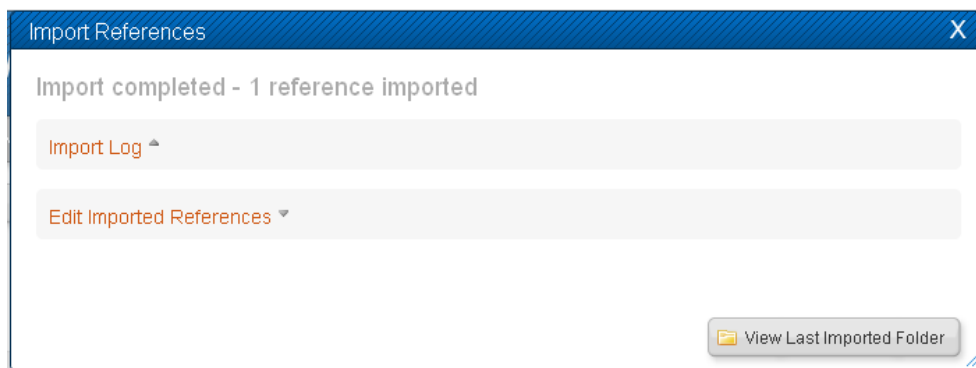 Import References X
Import completed - 1 reference imported
Import Log
Edit Imported References
View Last Imported Folder